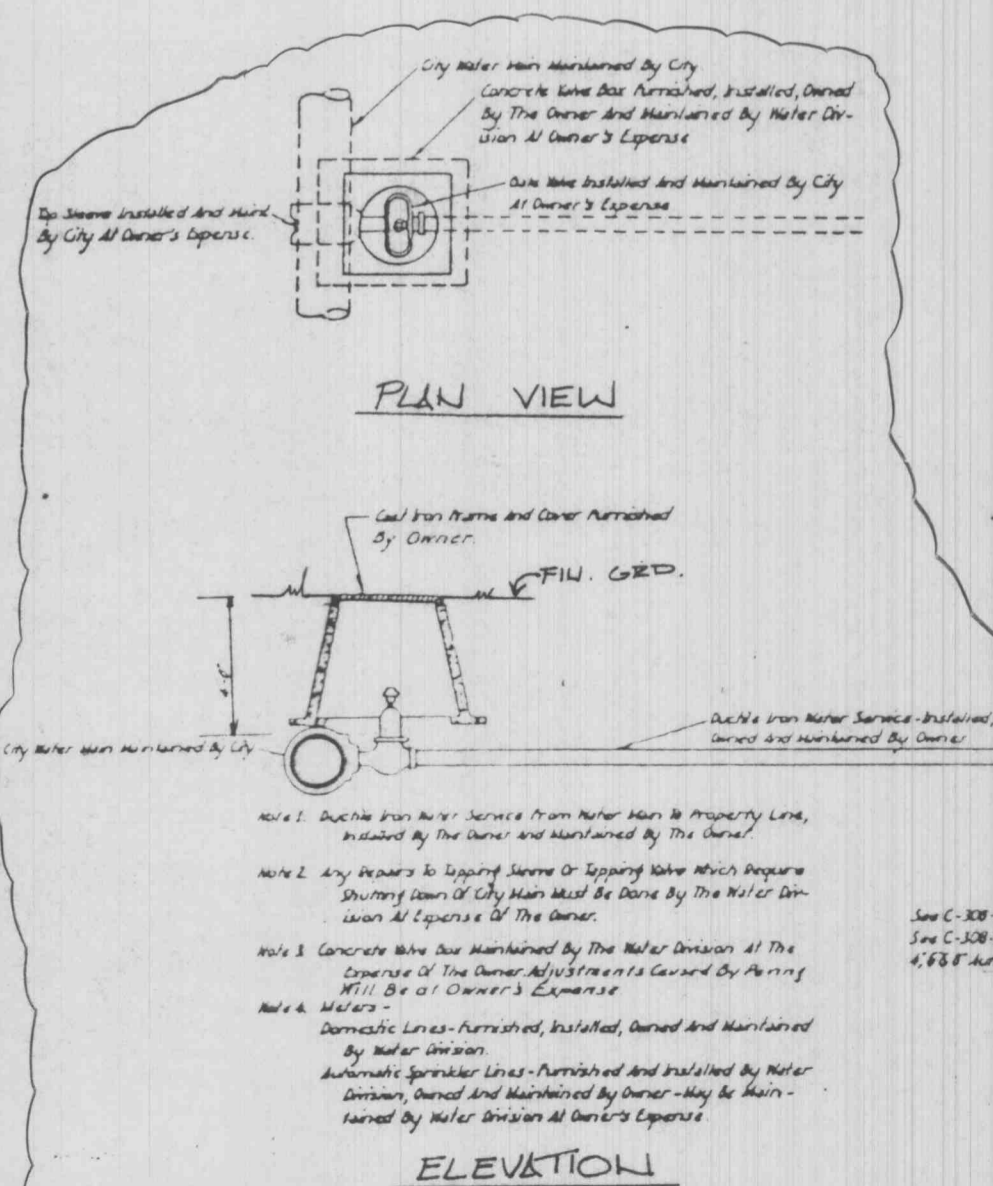 City Water Main Maintained By City
Concrete Valve Box Furnished, Installed, Owned
By The Owner And Maintained By Water Div-
ision At Owner's Expense
Gate Valve Installed And Maintained By City
At Owner's Expense
Tap Sleeve Installed And Maint.
By City At Owner's Expense.
PLAN VIEW
Cast Iron Frame And Cover Furnished
By Owner.
FIN. GRD.
Ductile Iron Water Service-Installed,
Owned And Maintained By Owner
City Water Main Maintained By City
Note 1. Ductile Iron Water Service From Water Main To Property Line,
Installed By The Owner And Maintained By The Owner.
Note 2. Any Repairs To Tapping Sleeve Or Tapping Valve Which Require
Shutting Down Of City Main Must Be Done By The Water Div-
ision At Expense Of The Owner.
Note 3. Concrete Valve Box Maintained By The Water Division At The
Expense Of The Owner. Adjustments Caused By Paving
Will Be at Owner's Expense
Note 4. Meters -
Domestic Lines-Furnished, Installed, Owned And Maintained
By Water Division.
Automatic Sprinkler Lines-Furnished And Installed By Water
Division, Owned And Maintained By Owner-May Be Main-
tained By Water Division At Owner's Expense.
See C-308-
See C-308-
ELEVATION